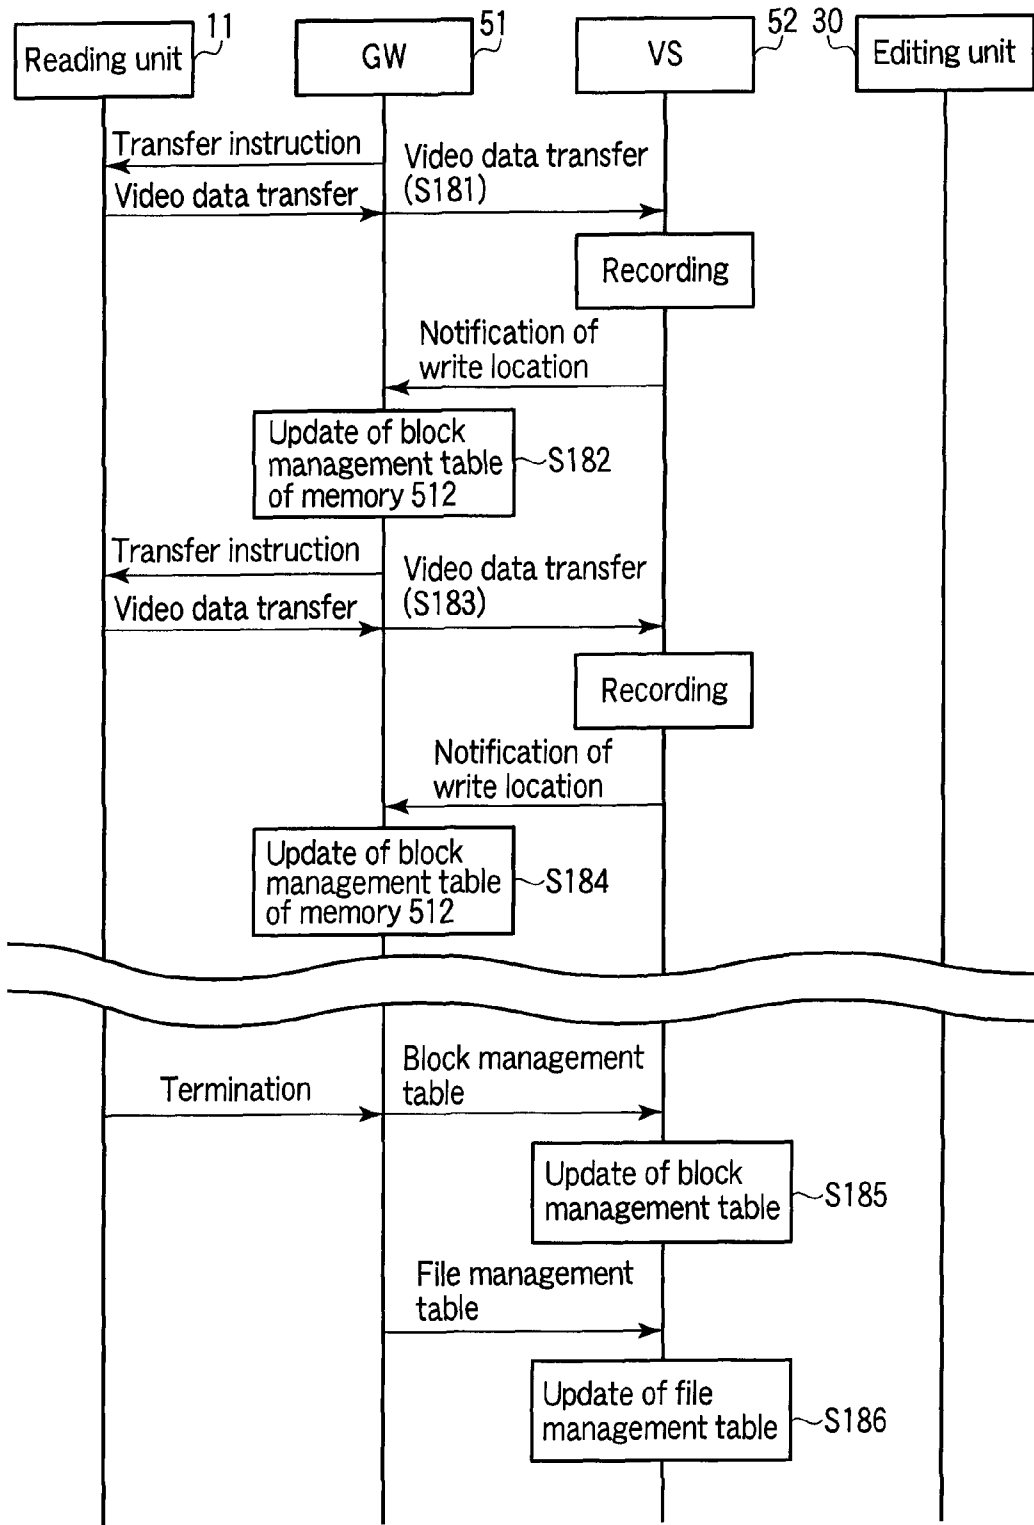 Reading unit
11
GW
51
VS
52
30
Editing unit
Transfer instruction
Video data transfer
Video data transfer
(S181)
Recording
Notification of
write location
Update of block
management table
of memory 512
S182
Transfer instruction
Video data transfer
Video data transfer
(S183)
Recording
Notification of
write location
Update of block
management table
of memory 512
S184
Termination
Block management
table
Update of block
management table
S185
File management
table
Update of file
management table
S186